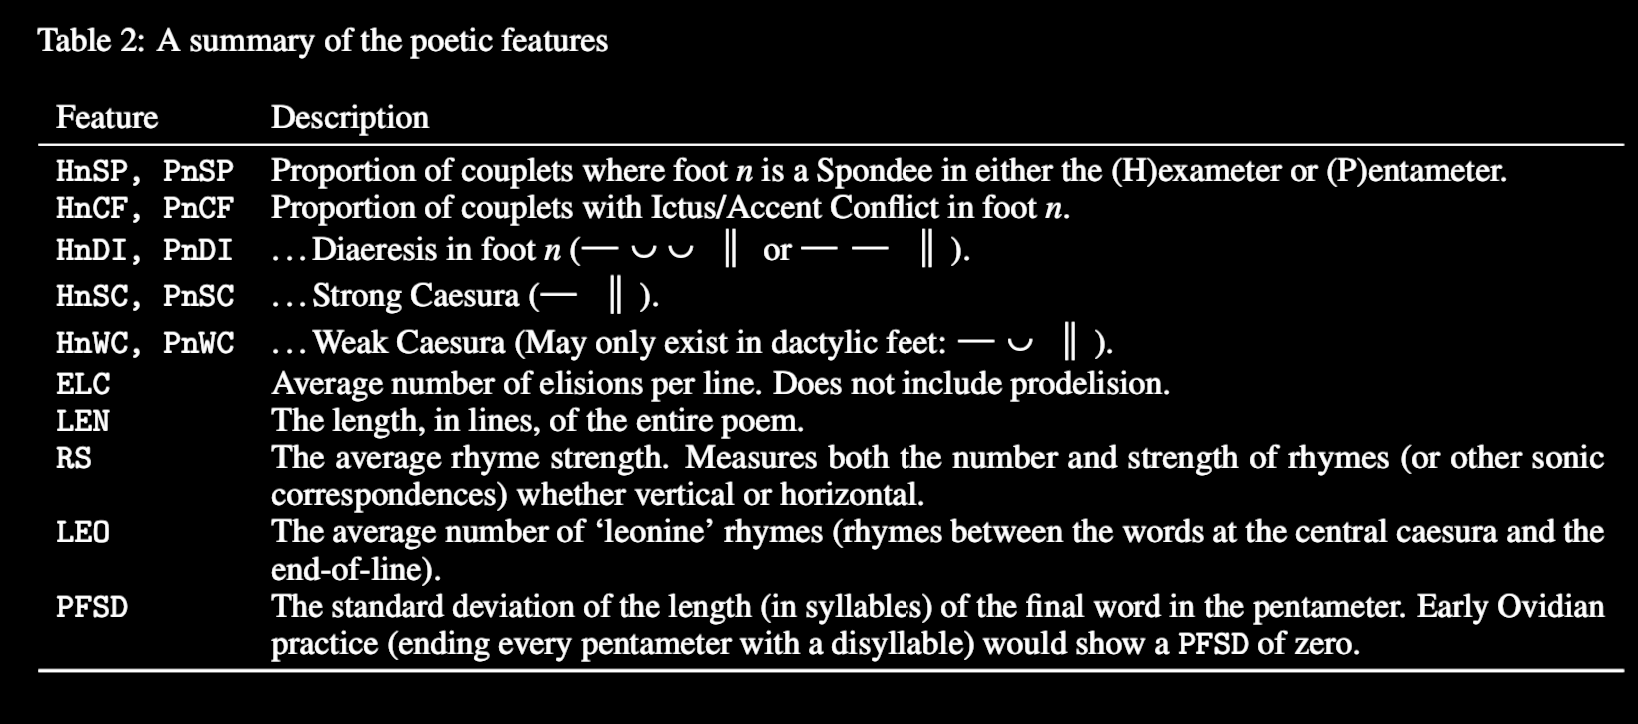 Table 2: A summary of the poetic features
Feature Description
HnSP, PnSP Proportion of couplets where foot n is a Spondee in either the (H)exameter or (P)entameter.
HnCF, PnCF Proportion of couplets with Ictus/Accent Conflict in foot n.
HnDI, PnDI ...Diaeresis in foot n (— ∪ ∪ ‖ or — — ‖ ).
HnSC, PnSC ...Strong Caesura (— ‖ ).
HnWC, PnWC ...Weak Caesura (May only exist in dactylic feet: — ∪ ‖ ).
ELC Average number of elisions per line. Does not include prodelision.
LEN The length, in lines, of the entire poem.
RS The average rhyme strength. Measures both the number and strength of rhymes (or other sonic
correspondences) whether vertical or horizontal.
LEO The average number of ‘leonine’ rhymes (rhymes between the words at the central caesura and the
end-of-line).
PFSD The standard deviation of the length (in syllables) of the final word in the pentameter. Early Ovidian
practice (ending every pentameter with a disyllable) would show a PFSD of zero.